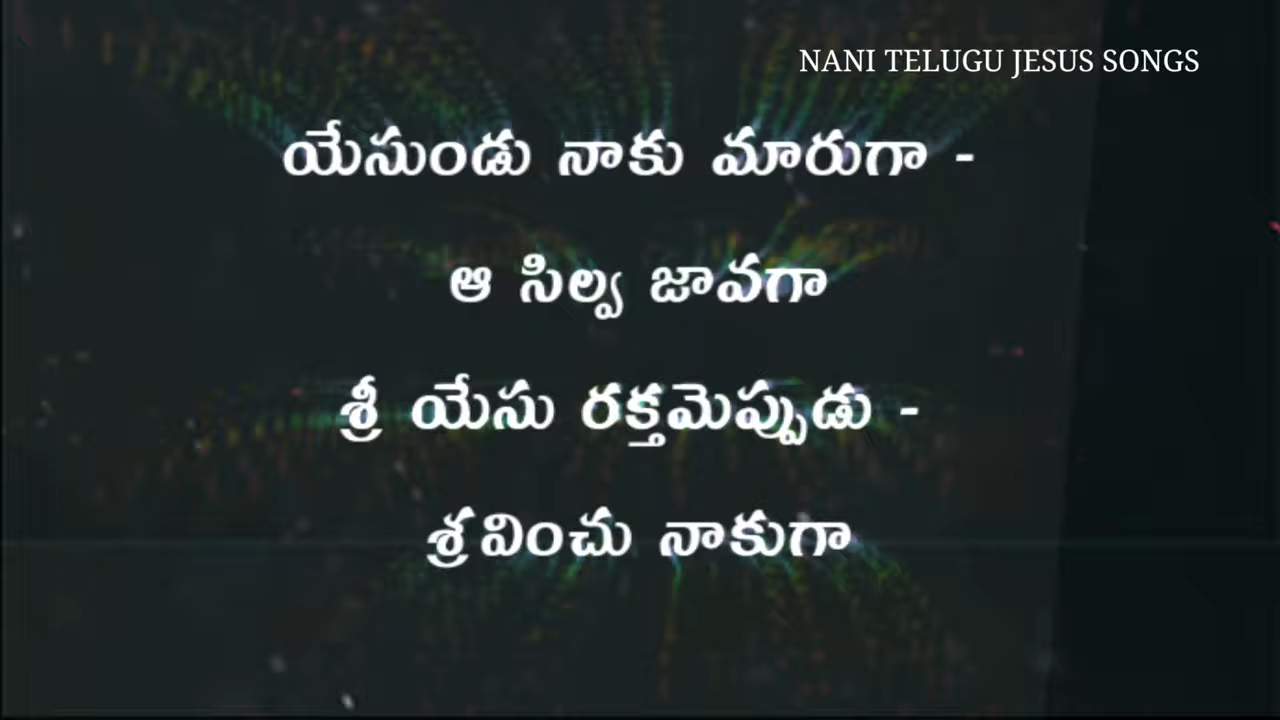 NANI TELUGU JESUS SONGS
యేసుండు నాకు మారుగా -
ఆ సిల్వ జావగా
శ్రీ యేసు రక్తమెప్పుడు -
శ్రవించు నాకుగా